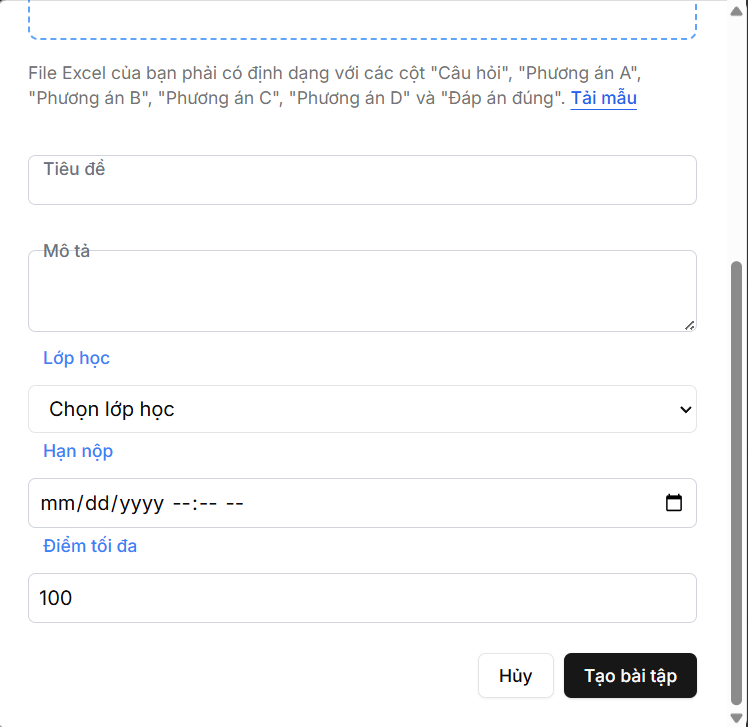 File Excel của bạn phải có định dạng với các cột "Câu hỏi", "Phương án A",
"Phương án B", "Phương án C", "Phương án D" và "Đáp án đúng". Tải mẫu
Tiêu đề
Mô tả
Lớp học
Chọn lớp học
Hạn nộp
mm/dd/yyyy --:-- --
Điểm tối đa
100
Hủy
Tạo bài tập